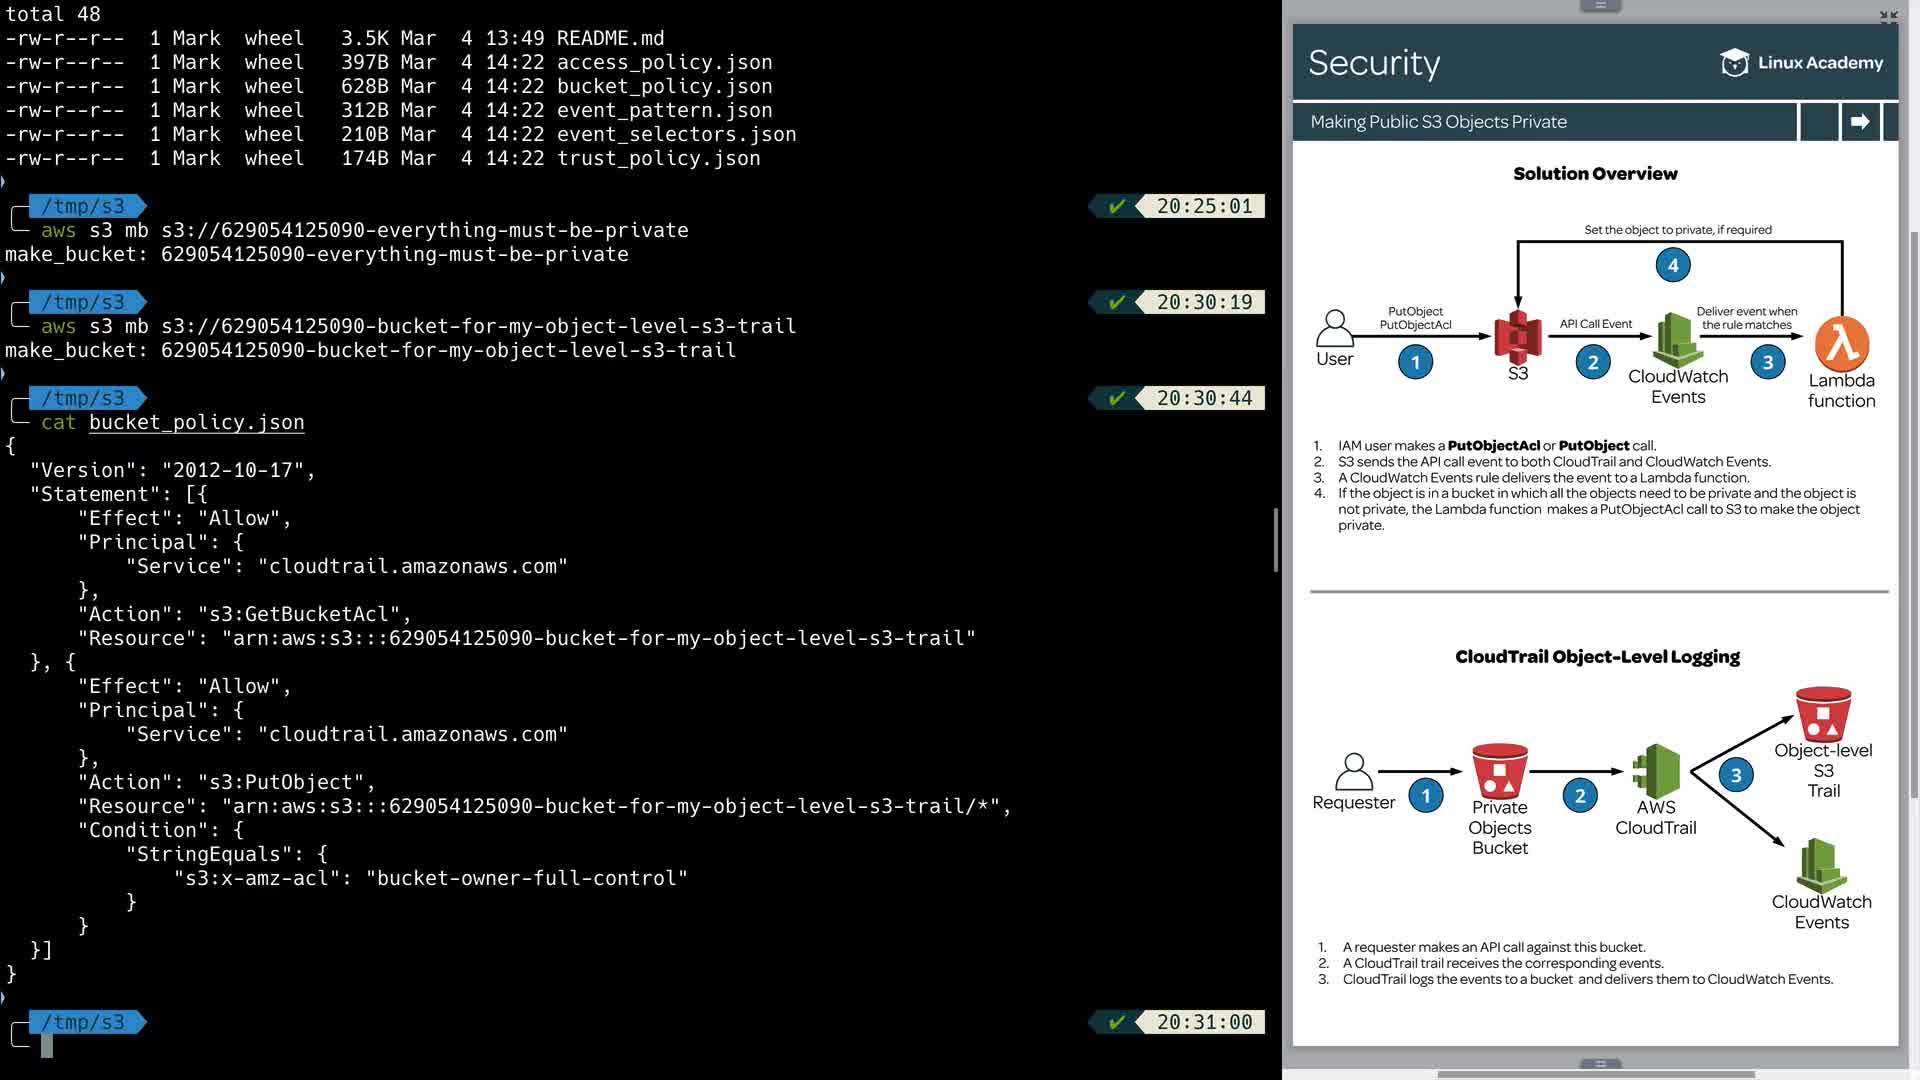 total 48
-rw-r--r--  1 Mark  wheel   3.5K Mar  4 13:49 README.md
-rw-r--r--  1 Mark  wheel   397B Mar  4 14:22 access_policy.json
-rw-r--r--  1 Mark  wheel   628B Mar  4 14:22 bucket_policy.json
-rw-r--r--  1 Mark  wheel   312B Mar  4 14:22 event_pattern.json
-rw-r--r--  1 Mark  wheel   210B Mar  4 14:22 event_selectors.json
-rw-r--r--  1 Mark  wheel   174B Mar  4 14:22 trust_policy.json
/tmp/s3 ✔ 20:25:01
aws s3 mb s3://629054125090-everything-must-be-private
make_bucket: 629054125090-everything-must-be-private
/tmp/s3 ✔ 20:30:19
aws s3 mb s3://629054125090-bucket-for-my-object-level-s3-trail
make_bucket: 629054125090-bucket-for-my-object-level-s3-trail
/tmp/s3 ✔ 20:30:44
cat bucket_policy.json
{
  "Version": "2012-10-17",
  "Statement": [{
      "Effect": "Allow",
      "Principal": {
          "Service": "cloudtrail.amazonaws.com"
      },
      "Action": "s3:GetBucketAcl",
      "Resource": "arn:aws:s3:::629054125090-bucket-for-my-object-level-s3-trail"
  }, {
      "Effect": "Allow",
      "Principal": {
          "Service": "cloudtrail.amazonaws.com"
      },
      "Action": "s3:PutObject",
      "Resource": "arn:aws:s3:::629054125090-bucket-for-my-object-level-s3-trail/*",
      "Condition": {
          "StringEquals": {
              "s3:x-amz-acl": "bucket-owner-full-control"
          }
      }
  }]
}
/tmp/s3 ✔ 20:31:00
Security
Linux Academy
Making Public S3 Objects Private
Solution Overview
Set the object to private, if required
4
PutObject
PutObjectAcl
API Call Event
Deliver event when
the rule matches
User
1
S3
2
CloudWatch
Events
3
Lambda
function
1. IAM user makes a PutObjectAcl or PutObject call.
2. S3 sends the API call event to both CloudTrail and CloudWatch Events.
3. A CloudWatch Events rule delivers the event to a Lambda function.
4. If the object is in a bucket in which all the objects need to be private and the object is
not private, the Lambda function makes a PutObjectAcl call to S3 to make the object
private.
CloudTrail Object-Level Logging
Requester
1
Private
Objects
Bucket
2
AWS
CloudTrail
3
Object-level
S3
Trail
CloudWatch
Events
1. A requester makes an API call against this bucket.
2. A CloudTrail trail receives the corresponding events.
3. CloudTrail logs the events to a bucket and delivers them to CloudWatch Events.